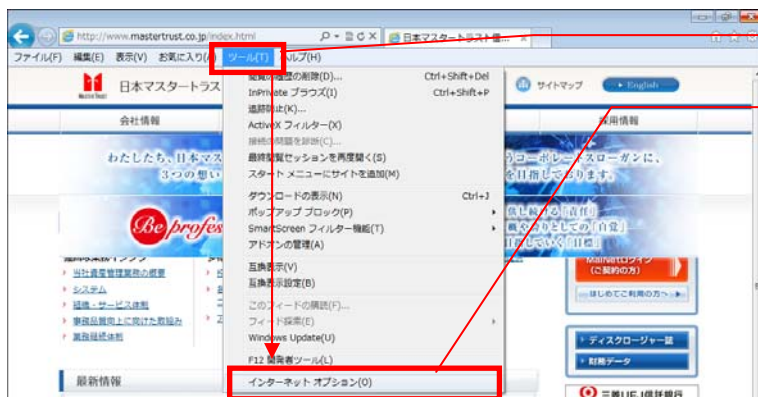 http://www.mastertrust.co.jp/index.html
日本マスタートラスト信...
ファイル(F) 編集(E) 表示(V) お気に入り(A) ツール(T) ヘルプ(H)
閲覧の履歴の削除(D)... Ctrl+Shift+Del
InPrivate ブラウズ(I) Ctrl+Shift+P
追跡防止(K)...
ActiveX フィルター(X)
接続の問題を診断(C)...
最終閲覧セッションを再度開く(S)
スタート メニューにサイトを追加(M)
ダウンロードの表示(N) Ctrl+J
ポップアップ ブロック(P)
SmartScreen フィルター機能(T)
アドオンの管理(A)
互換表示(V)
互換表示設定(B)
このフィードの購読(F)...
フィード探索(E)
Windows Update(U)
F12 開発者ツール(L)
インターネット オプション(O)
日本マスタートラス
サイトマップ
English
会社情報
採用情報
わたしたち、日本マス
3つの想い
うコーポレートスローガンに、
を目指しております。
Be profes
供し続ける「責任」
としての「自覚」
目指していく「目標」
当社資産管理業務の概要
システム
組織・サービス体制
事務品質向上に向けた取組み
業務継続体制
MailNetログイン
(ご契約の方)
はじめてご利用の方へ
ディスクロージャー誌
財務データ
最新情報
三菱UFJ信託銀行